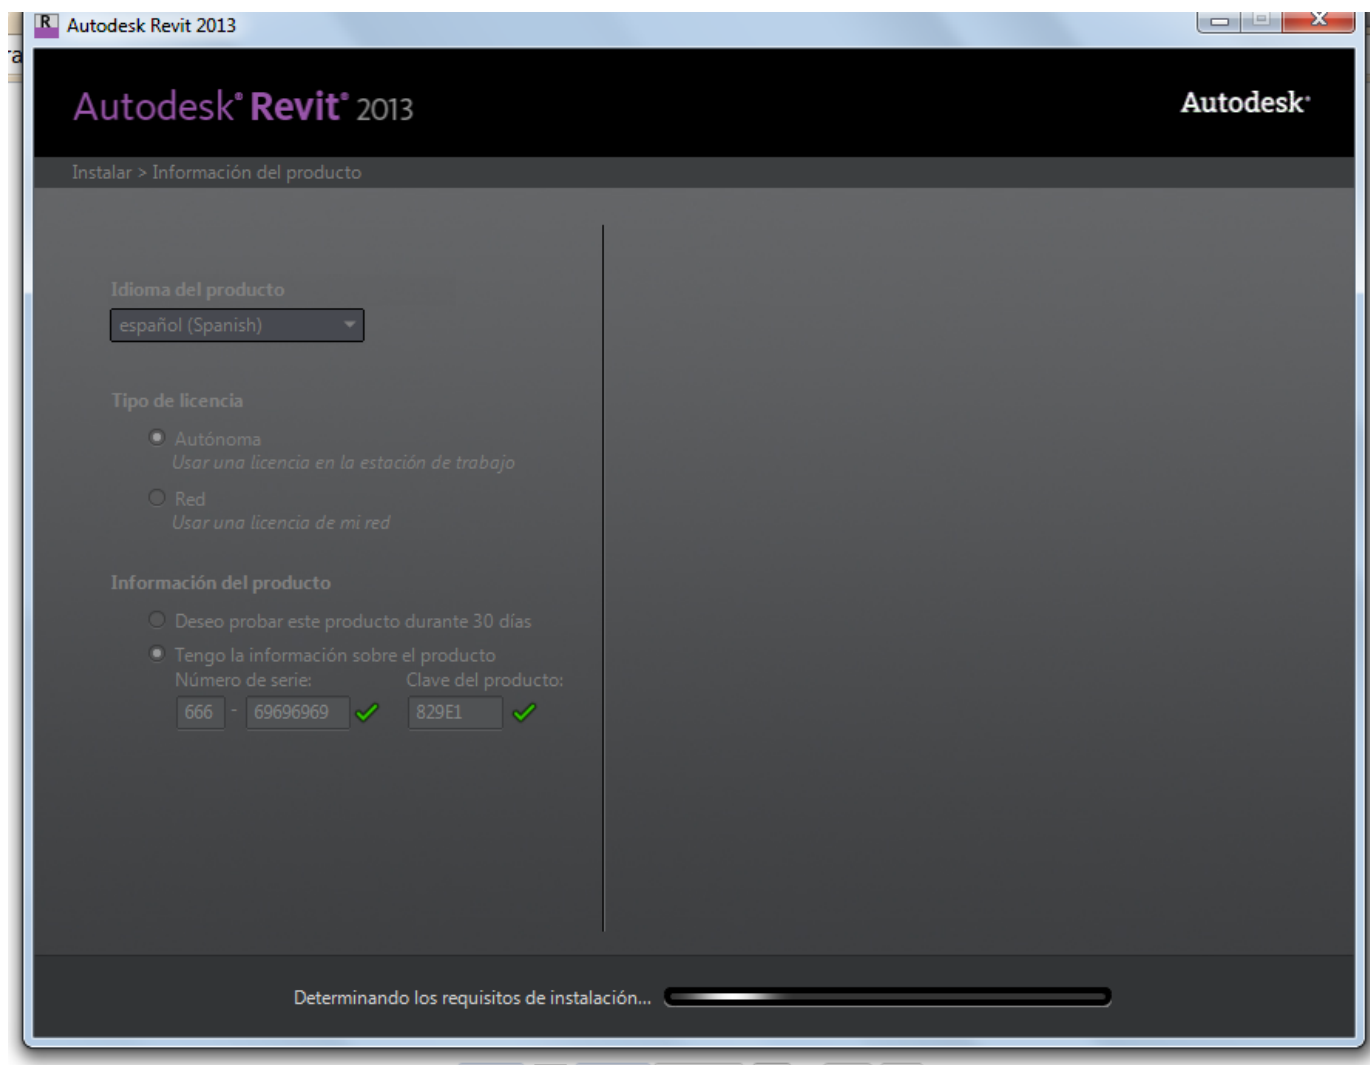 R Autodesk Revit 2013
ra
Autodesk® Revit® 2013
Autodesk®
Instalar > Información del producto
Idioma del producto
español (Spanish)
Tipo de licencia
Autónoma
Usar una licencia en la estación de trabajo
Red
Usar una licencia de mi red
Información del producto
Deseo probar este producto durante 30 días
Tengo la información sobre el producto
Número de serie: Clave del producto:
666 - 69696969 829E1
Determinando los requisitos de instalación...